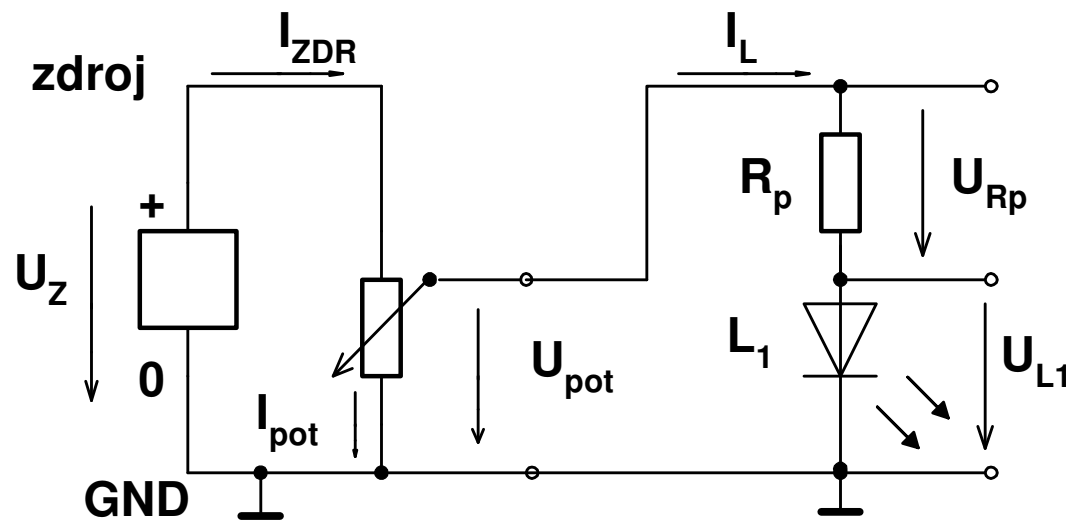 I_ZDR
I_L
zdroj
R_p
U_Rp
+
U_Z
L_1
U_L1
0
U_pot
I_pot
GND